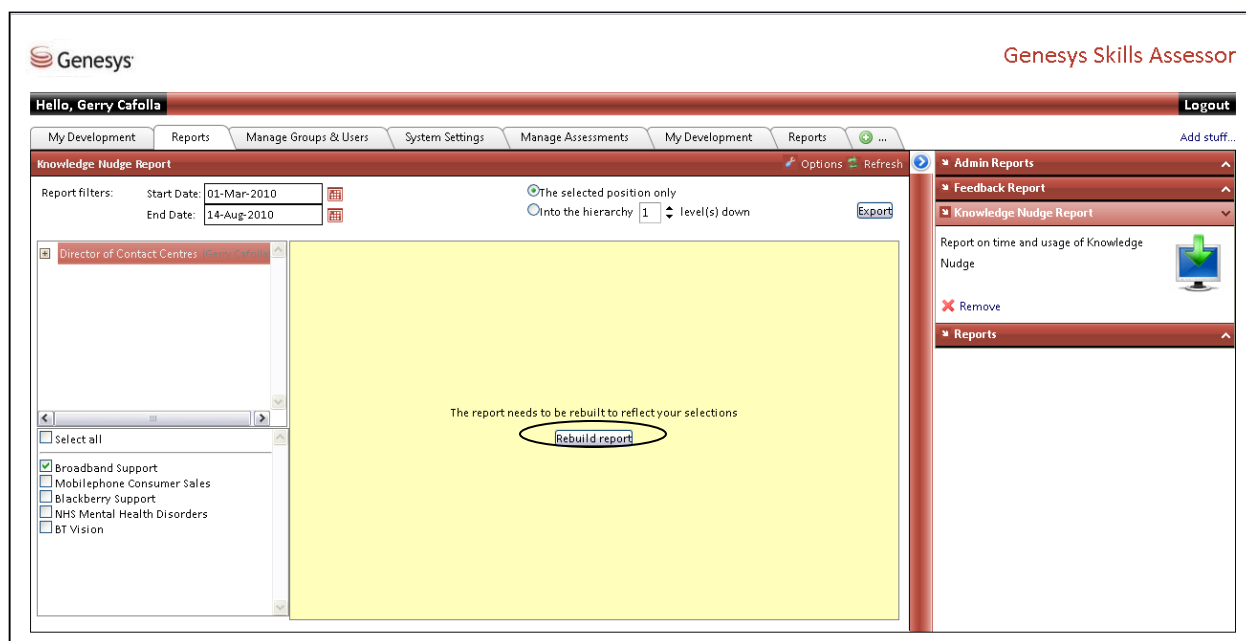 Genesys
Genesys Skills Assessor
Hello, Gerry Cafolla
Logout
My Development Reports Manage Groups & Users System Settings Manage Assessments My Development Reports ...
Add stuff...
Knowledge Nudge Report
Options Refresh
Report filters:
Start Date: 01-Mar-2010
End Date: 14-Aug-2010
The selected position only
Into the hierarchy 1 level(s) down
Export
Director of Contact Centres (Gerry Cafolla
Select all
Broadband Support
Mobilephone Consumer Sales
Blackberry Support
NHS Mental Health Disorders
BT Vision
The report needs to be rebuilt to reflect your selections
Rebuild report
Admin Reports
Feedback Report
Knowledge Nudge Report
Report on time and usage of Knowledge
Nudge
Remove
Reports